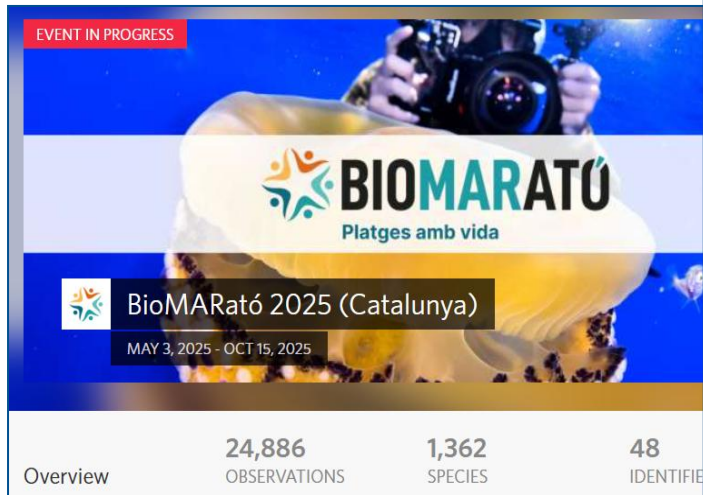 EVENT IN PROGRESS
BIOMARATÓ
Platges amb vida
BioMARató 2025 (Catalunya)
MAY 3, 2025 - OCT 15, 2025
24,886
1,362
48
Overview
OBSERVATIONS
SPECIES
IDENTIFIE